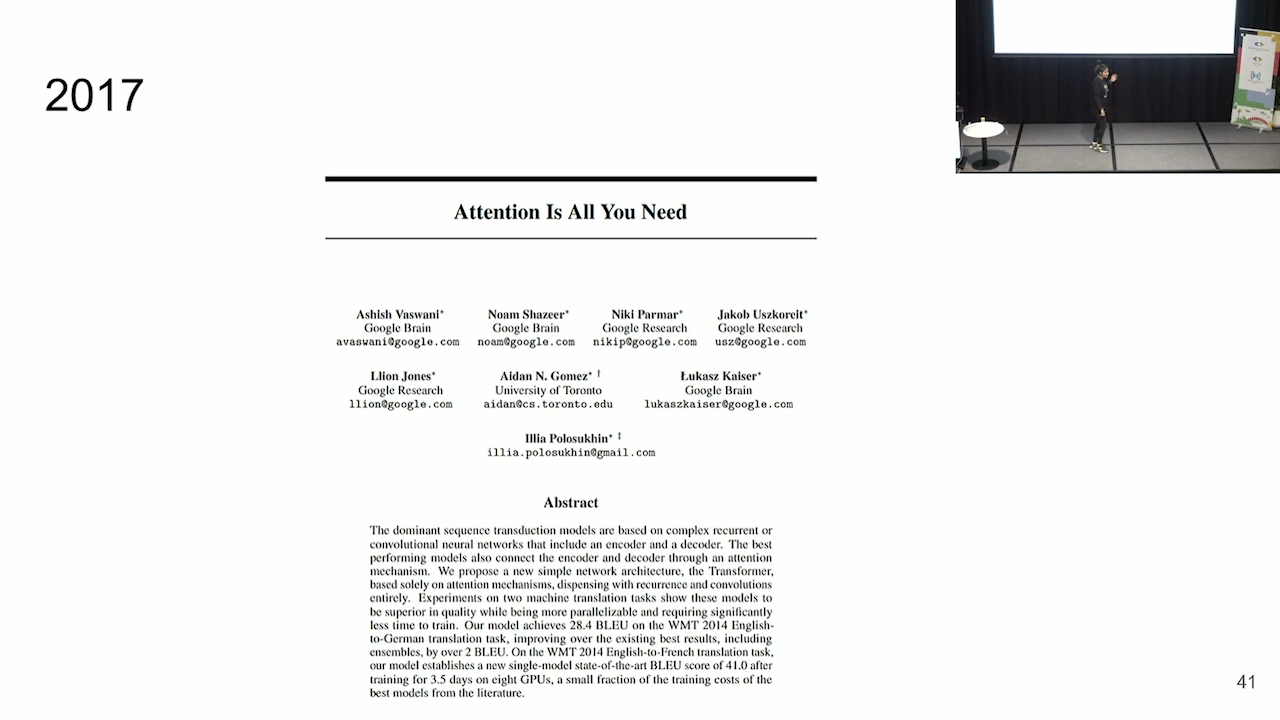 2017
Attention Is All You Need
Ashish Vaswani* Noam Shazeer* Niki Parmar* Jakob Uszkoreit*
Google Brain Google Brain Google Research Google Research
avaswani@google.com noam@google.com nikip@google.com usz@google.com
Llion Jones* Aidan N. Gomez* † Łukasz Kaiser*
Google Research University of Toronto Google Brain
llion@google.com aidan@cs.toronto.edu lukaszkaiser@google.com
Illia Polosukhin* ‡
illia.polosukhin@gmail.com
Abstract
The dominant sequence transduction models are based on complex recurrent or
convolutional neural networks that include an encoder and a decoder. The best
performing models also connect the encoder and decoder through an attention
mechanism. We propose a new simple network architecture, the Transformer,
based solely on attention mechanisms, dispensing with recurrence and convolutions
entirely. Experiments on two machine translation tasks show these models to
be superior in quality while being more parallelizable and requiring significantly
less time to train. Our model achieves 28.4 BLEU on the WMT 2014 English-
to-German translation task, improving over the existing best results, including
ensembles, by over 2 BLEU. On the WMT 2014 English-to-French translation task,
our model establishes a new single-model state-of-the-art BLEU score of 41.0 after
training for 3.5 days on eight GPUs, a small fraction of the training costs of the
best models from the literature.
41